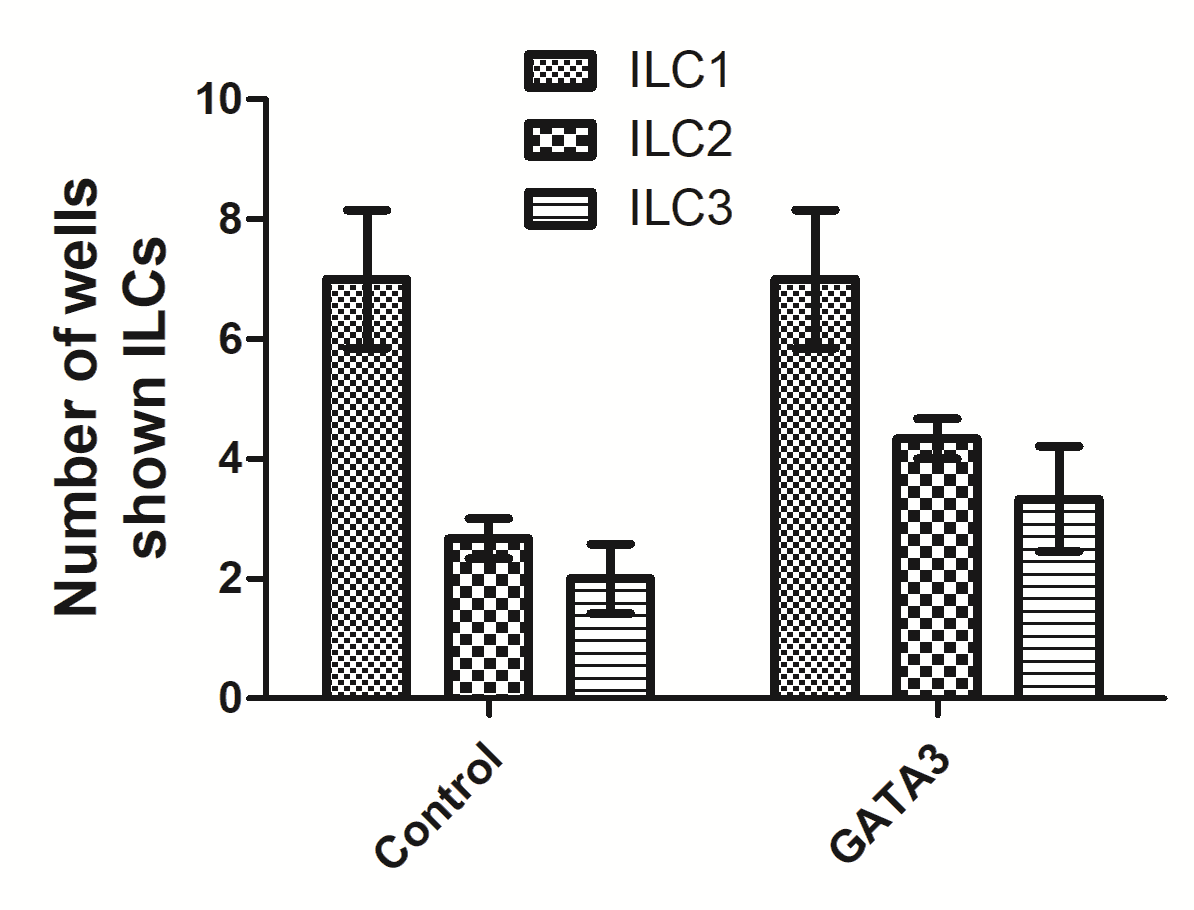 ILC1
ILC2
ILC3
Number of wells
shown ILCs
10
8
6
4
2
0
Control
GATA3